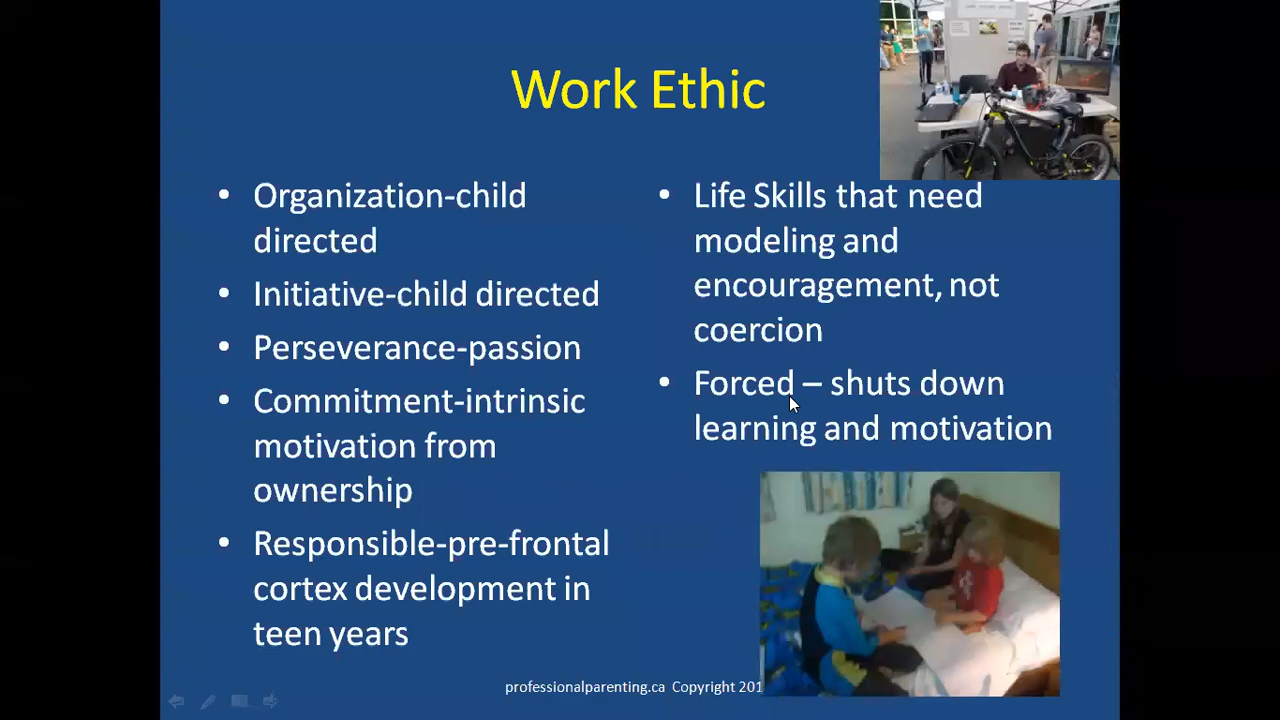 Work Ethic
• Organization-child
directed
• Initiative-child directed
• Perseverance-passion
• Commitment-intrinsic
motivation from
ownership
• Responsible-pre-frontal
cortex development in
teen years
• Life Skills that need
modeling and
encouragement, not
coercion
• Forced – shuts down
learning and motivation
professionalparenting.ca Copyright 201